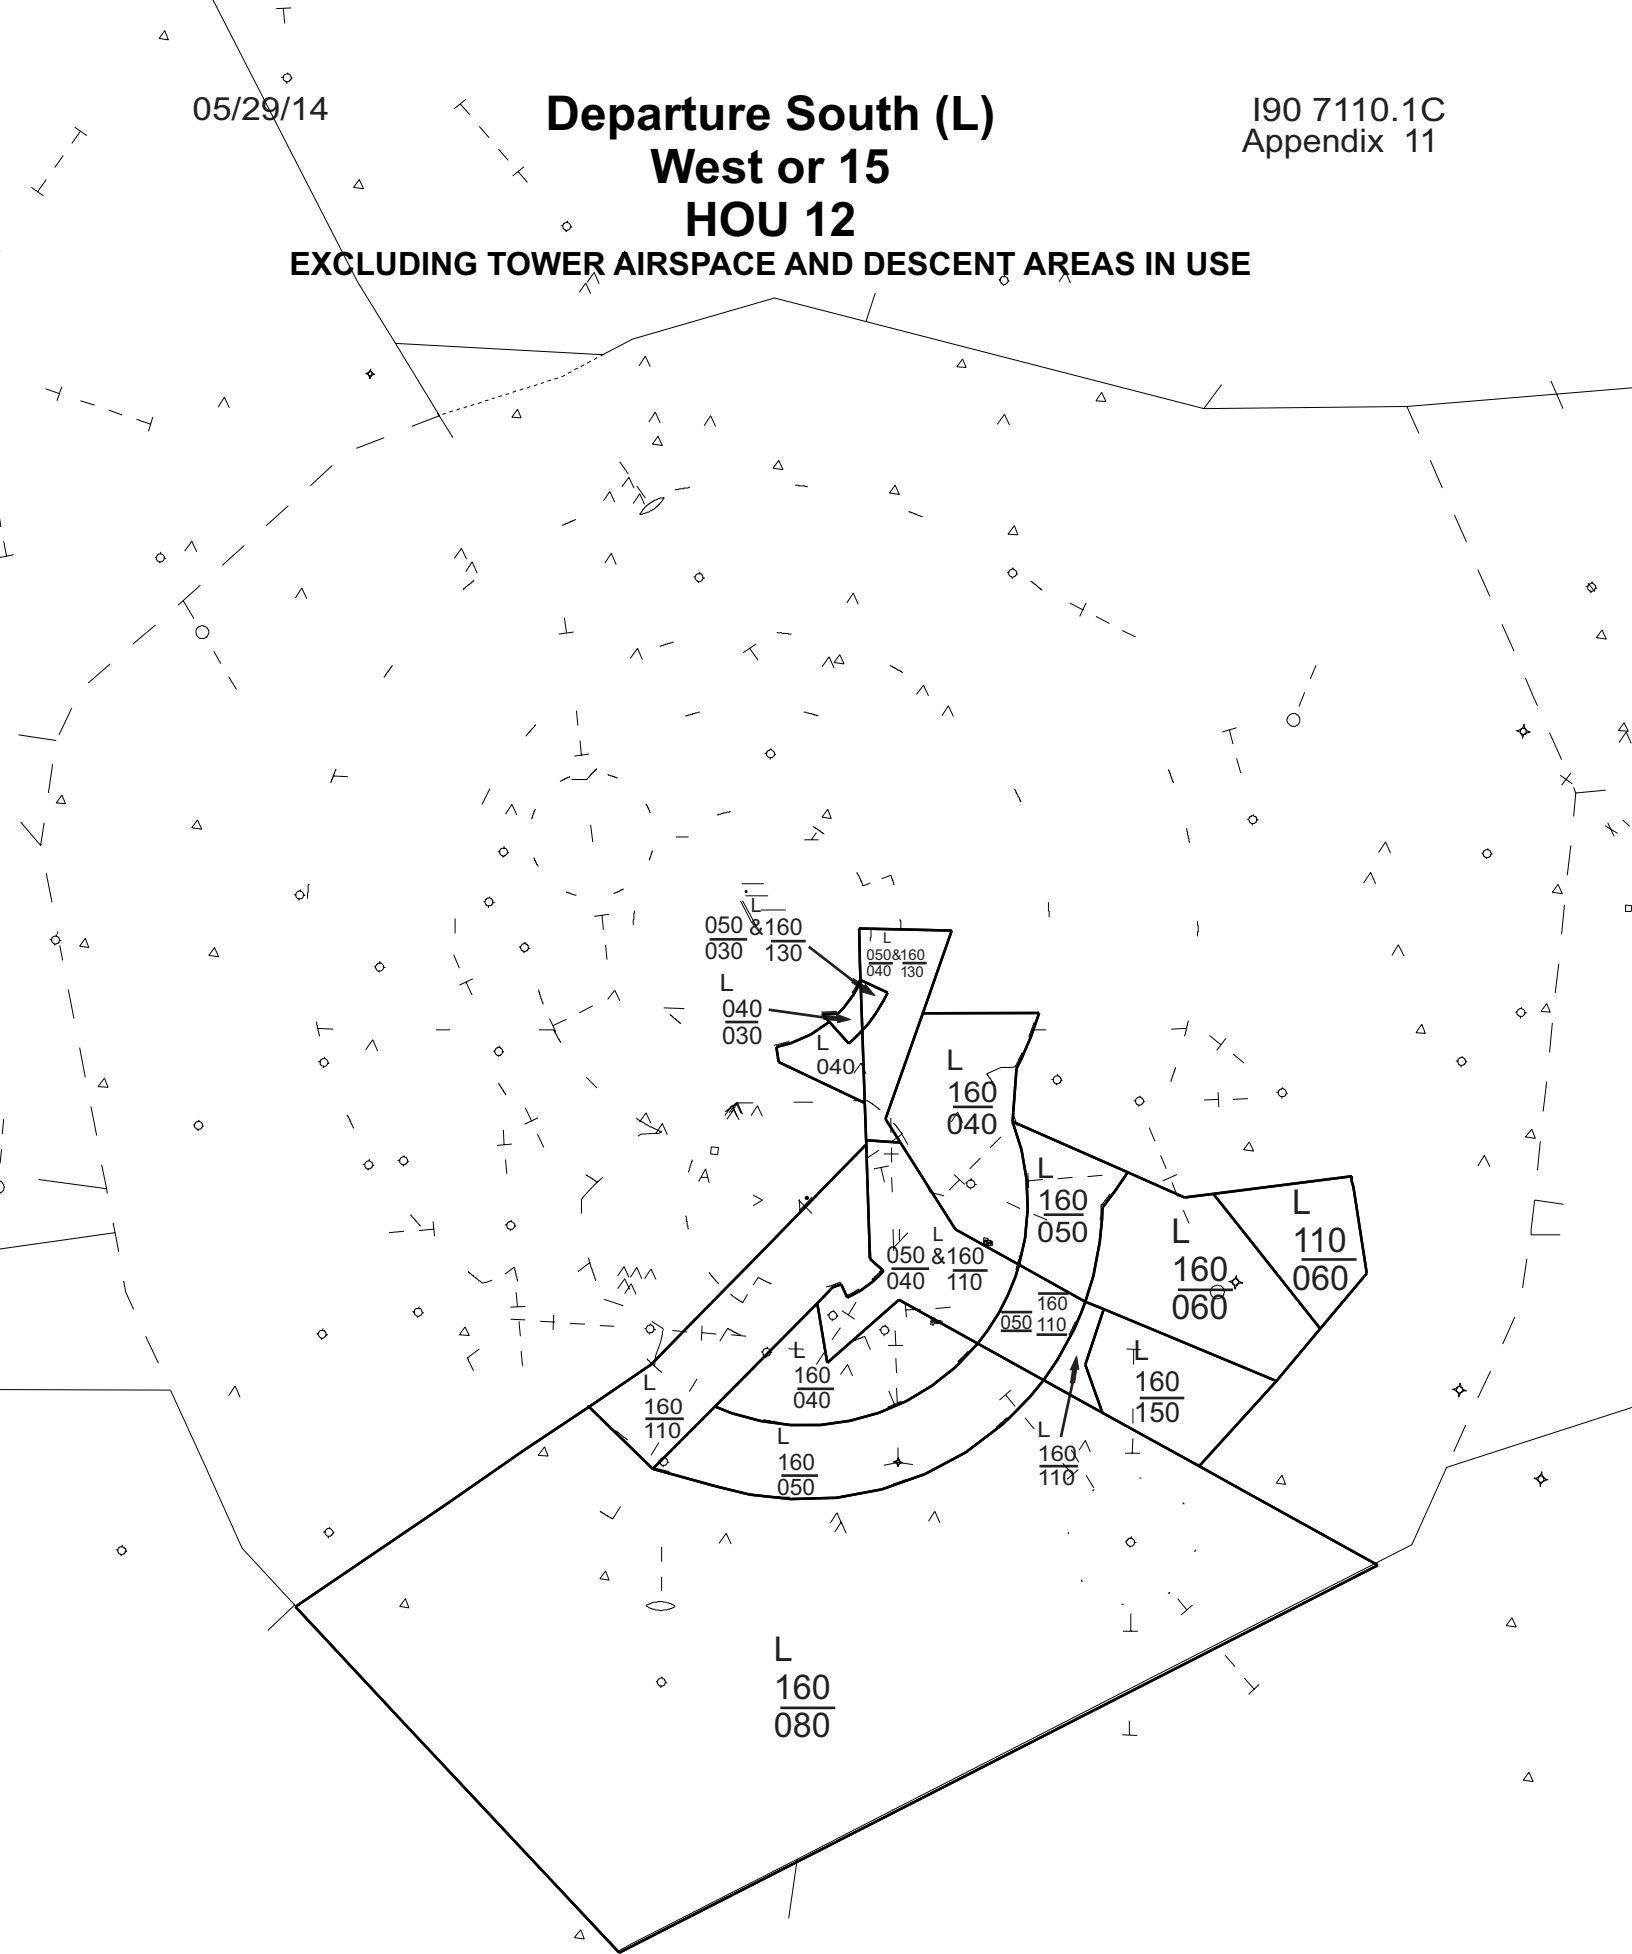 05/29/14
Departure South (L)
West or 15
HOU 12
EXCLUDING TOWER AIRSPACE AND DESCENT AREAS IN USE
I90 7110.1C
Appendix 11
L
050 & 160
030 130
L
050&160
040 130
L
040
030
L
040
L
160
040
L
160
050
L
160
060
L
110
060
L
050 & 160
040 110
160
050 110
L
160
150
L
160
110
L
160
040
L
160
110
L
160
050
L
160
080